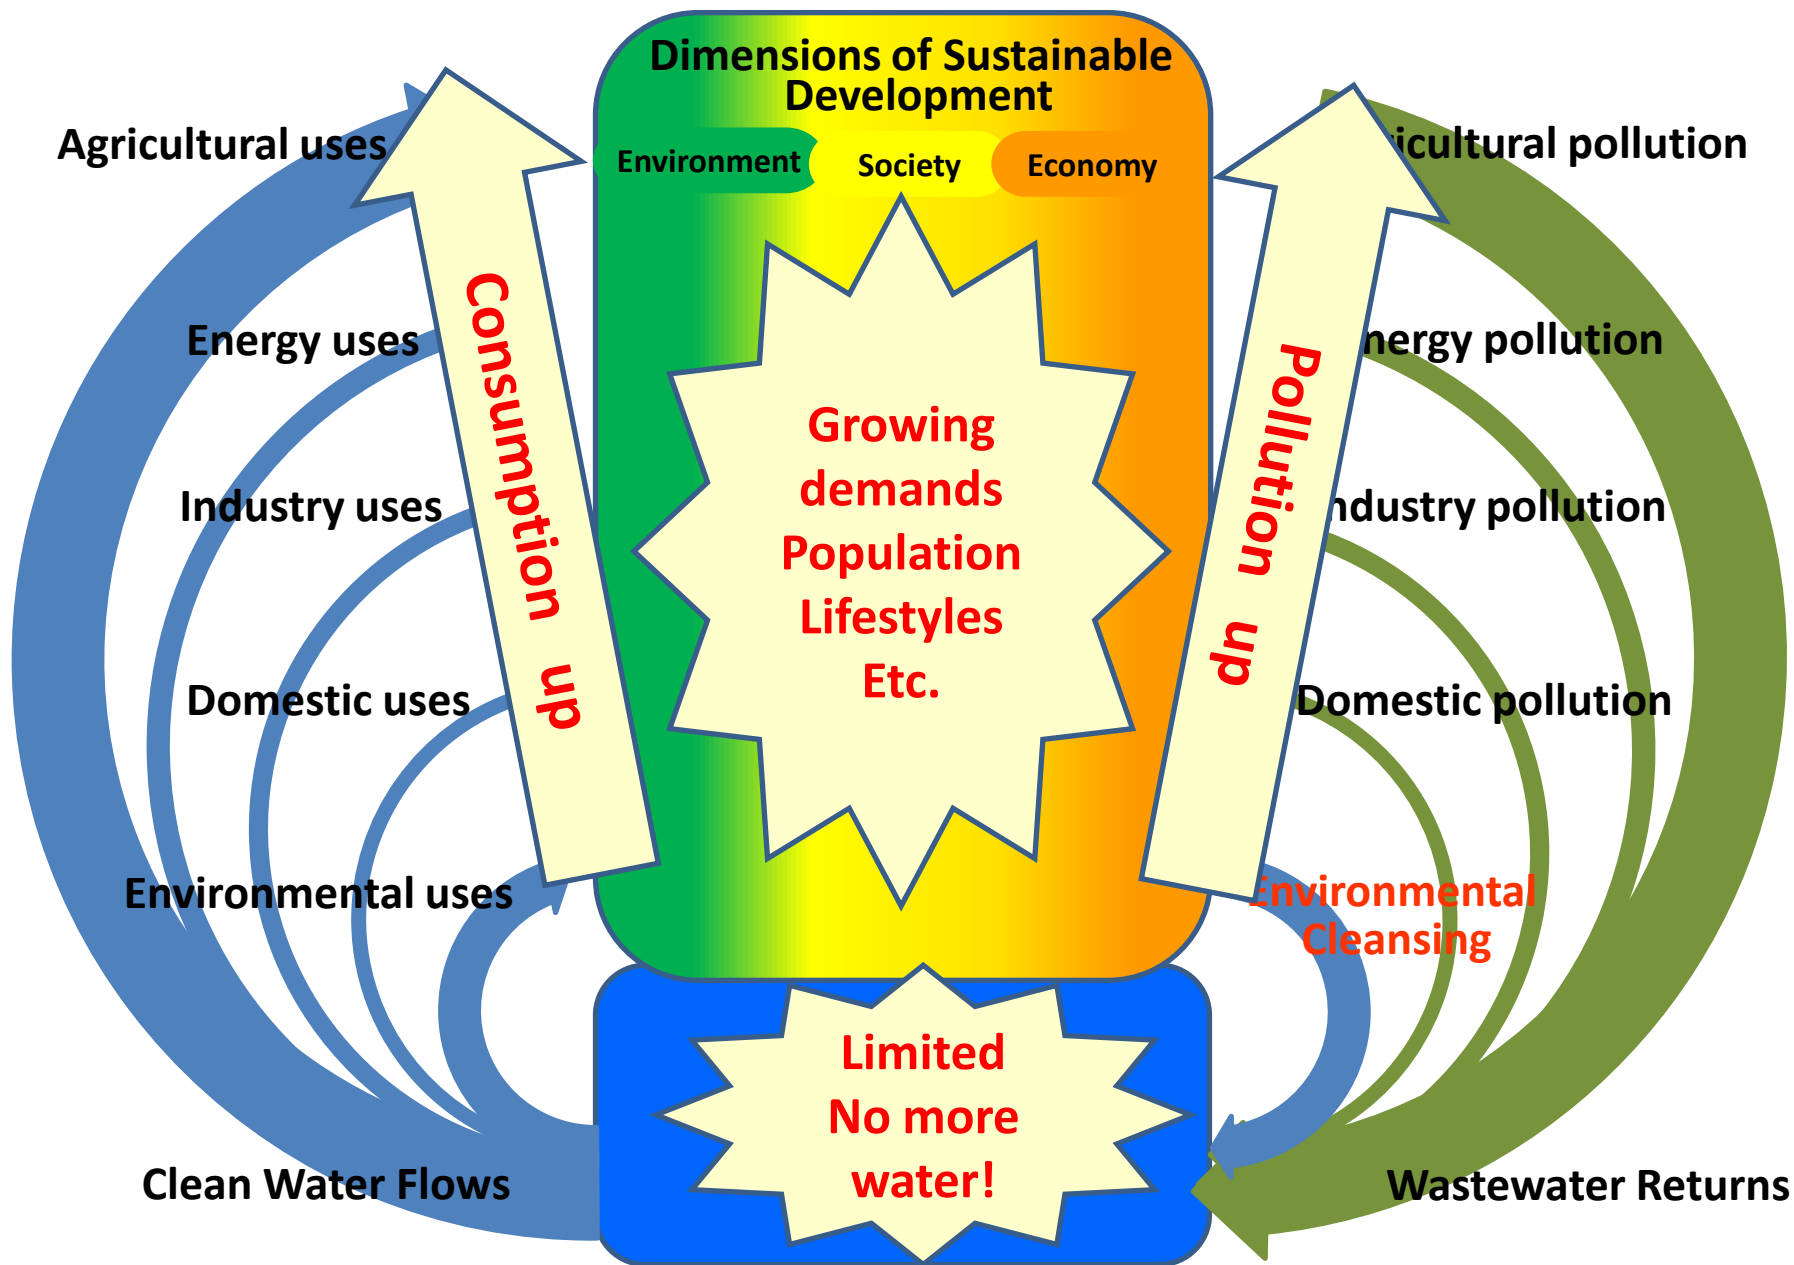 Dimensions of Sustainable
Development
Environment
Society
Economy
Agricultural uses
Energy uses
Industry uses
Domestic uses
Environmental uses
Clean Water Flows
Consumption up
Growing
demands
Population
Lifestyles
Etc.
Limited
No more
water!
Pollution up
icultural pollution
nergy pollution
ndustry pollution
Domestic pollution
Environmental
Cleansing
Wastewater Returns